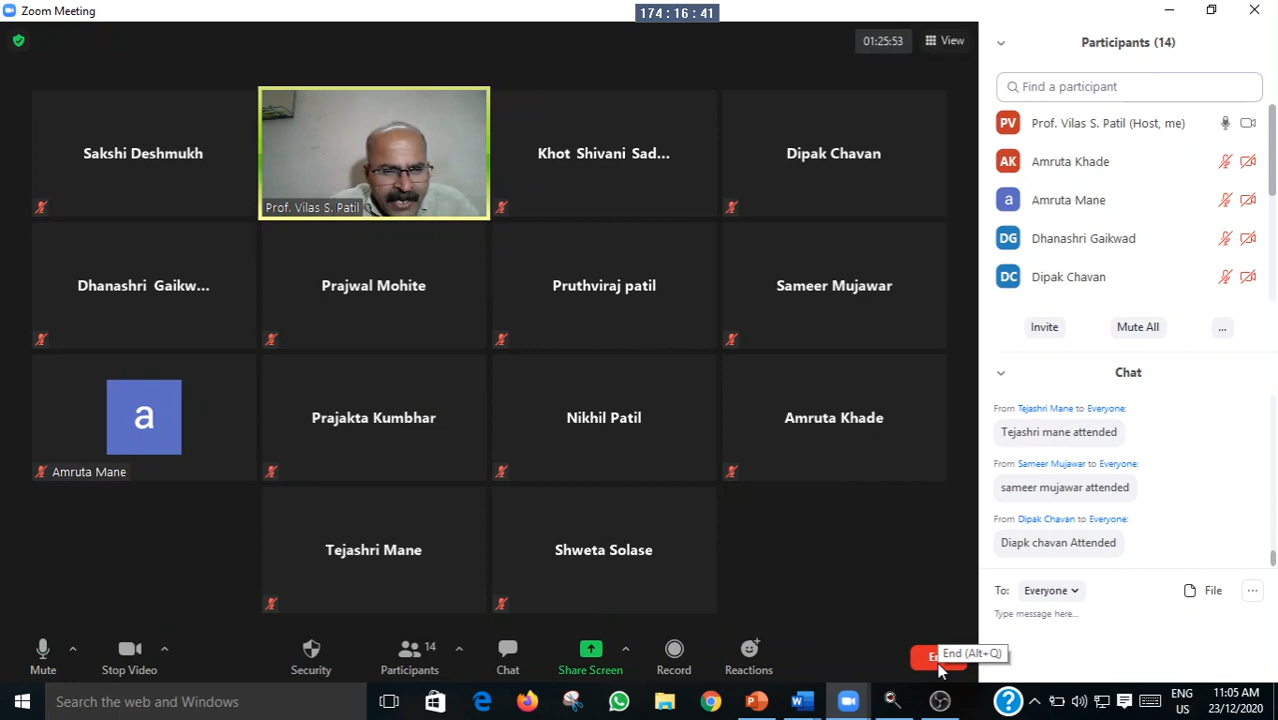 Zoom Meeting
174:16:41
01:25:53
View
Sakshi Deshmukh
Prof. Vilas S. Patil
Khot Shivani Sad...
Dipak Chavan
Dhanashri Gaikw...
Prajwal Mohite
Pruthviraj patil
Sameer Mujawar
a
Amruta Mane
Prajakta Kumbhar
Nikhil Patil
Amruta Khade
Tejashri Mane
Shweta Solase
Participants (14)
Find a participant
PV Prof. Vilas S. Patil (Host, me)
AK Amruta Khade
a Amruta Mane
DG Dhanashri Gaikwad
DC Dipak Chavan
Invite Mute All ...
Chat
From Tejashri Mane to Everyone:
Tejashri mane attended
From Sameer Mujawar to Everyone:
sameer mujawar attended
From Dipak Chavan to Everyone:
Diapk chavan Attended
To: Everyone File ...
Type message here...
Mute Stop Video Security Participants 14 Chat Share Screen Record Reactions
End (Alt+Q)
Search the web and Windows
ENG 11:05 AM
US 23/12/2020